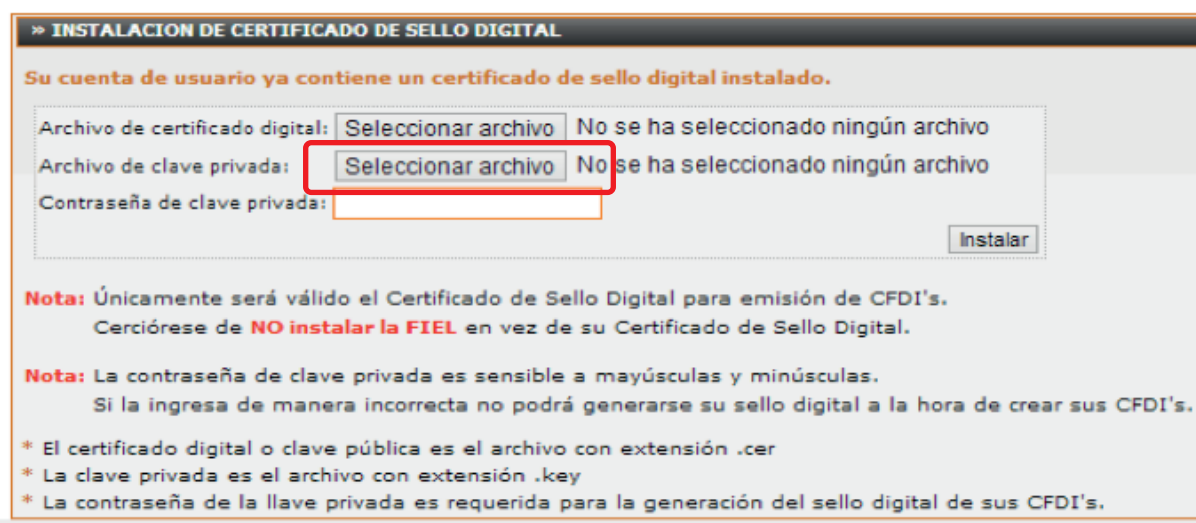 » INSTALACION DE CERTIFICADO DE SELLO DIGITAL
Su cuenta de usuario ya contiene un certificado de sello digital instalado.
Archivo de certificado digital: Seleccionar archivo No se ha seleccionado ningún archivo
Archivo de clave privada: Seleccionar archivo No se ha seleccionado ningún archivo
Contraseña de clave privada:
Instalar
Nota: Únicamente será válido el Certificado de Sello Digital para emisión de CFDI's.
Cerciórese de NO instalar la FIEL en vez de su Certificado de Sello Digital.
Nota: La contraseña de clave privada es sensible a mayúsculas y minúsculas.
Si la ingresa de manera incorrecta no podrá generarse su sello digital a la hora de crear sus CFDI's.
* El certificado digital o clave pública es el archivo con extensión .cer
* La clave privada es el archivo con extensión .key
* La contraseña de la llave privada es requerida para la generación del sello digital de sus CFDI's.